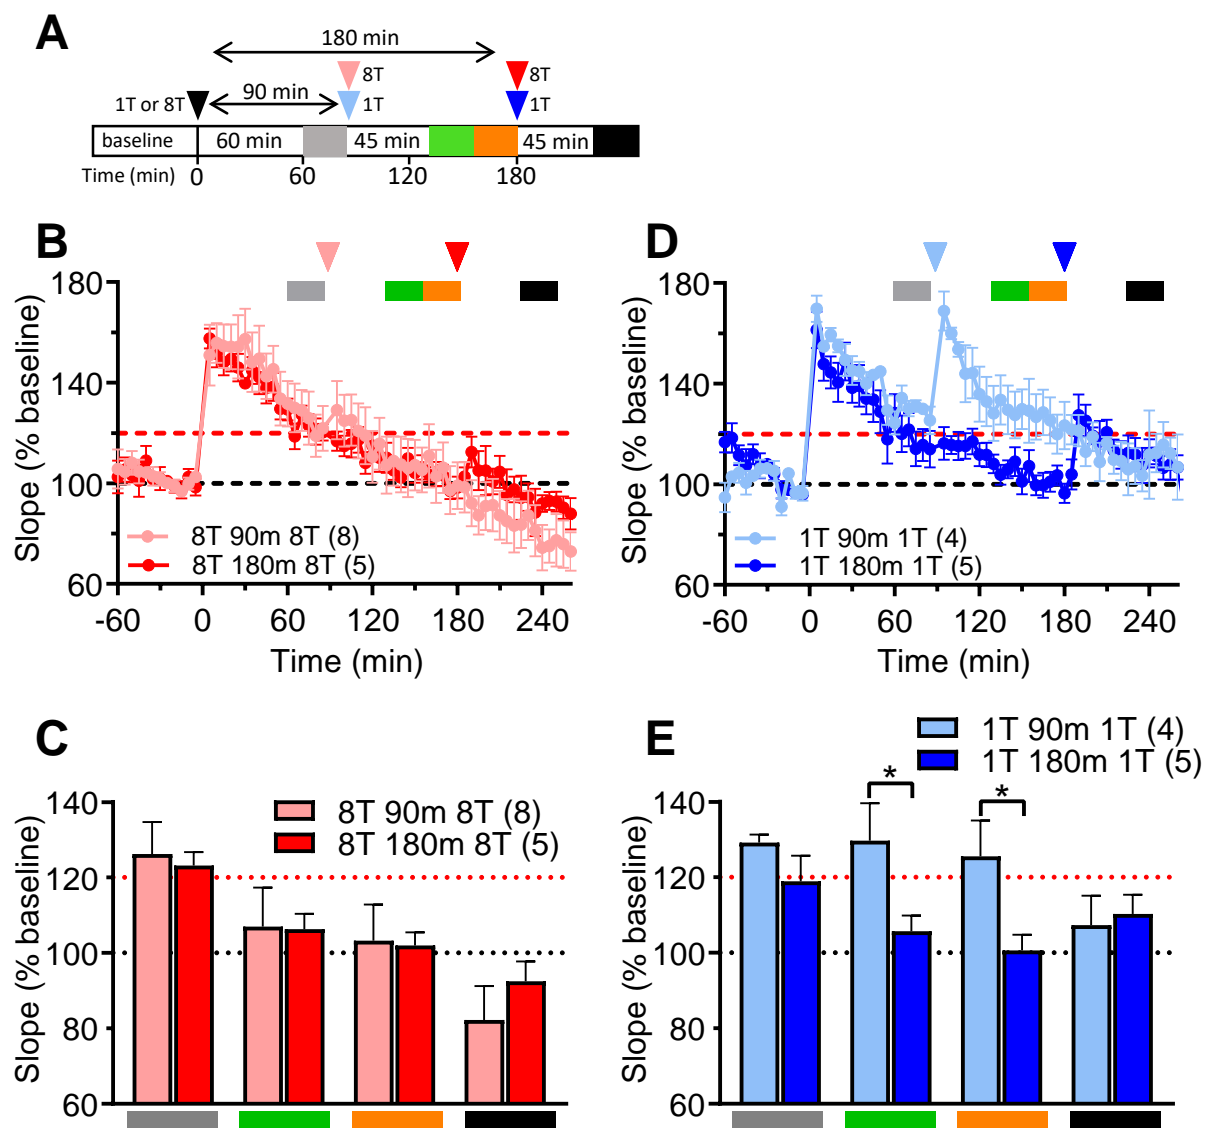 A
180 min
8T
8T
1T or 8T
90 min
1T
1T
baseline
60 min
45 min
45 min
Time (min)
0
60
120
180
B
180
140
100
60
Slope (% baseline)
8T 90m 8T (8)
8T 180m 8T (5)
-60
0
60
120
180
240
Time (min)
D
180
140
100
60
Slope (% baseline)
1T 90m 1T (4)
1T 180m 1T (5)
-60
0
60
120
180
240
Time (min)
C
8T 90m 8T (8)
8T 180m 8T (5)
140
120
100
80
60
Slope (% baseline)
E
1T 90m 1T (4)
1T 180m 1T (5)
*
*
140
120
100
80
60
Slope (% baseline)